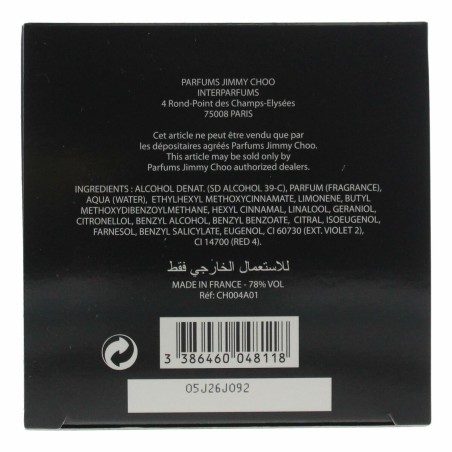 PARFUMS JIMMY CHOO
INTERPARFUMS
4 Rond-Point des Champs-Elysées
75008 PARIS
Cet article ne peut être vendu que par
les dépositaires agréés Parfums Jimmy Choo.
This article may be sold only by
Parfums Jimmy Choo authorized dealers.
INGREDIENTS : ALCOHOL DENAT. (SD ALCOHOL 39-C), PARFUM (FRAGRANCE),
AQUA (WATER), ETHYLHEXYL METHOXYCINNAMATE, LIMONENE, BUTYL
METHOXYDIBENZOYLMETHANE, HEXYL CINNAMAL, LINALOOL, GERANIOL,
CITRONELLOL, BENZYL ALCOHOL, BENZYL BENZOATE, CITRAL, ISOEUGENOL,
FARNESOL, BENZYL SALICYLATE, EUGENOL, CI 60730 (EXT. VIOLET 2),
CI 14700 (RED 4).
للاستعمال الخارجي فقط
MADE IN FRANCE - 78% VOL
Réf: CH004A01
3 386460 048118
05J26J092